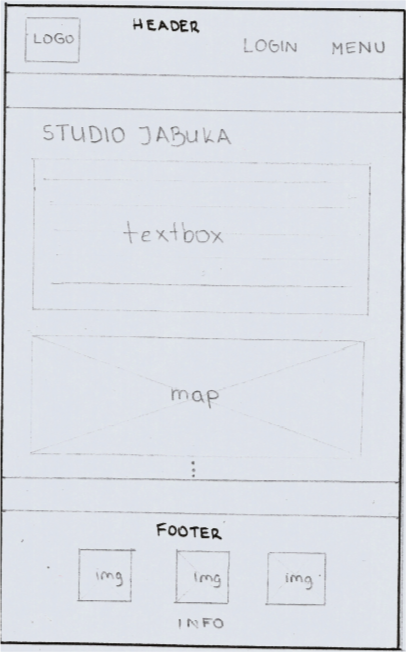 HEADER
LOGO
LOGIN MENU
STUDIO JABUKA
textbox
map
FOOTER
img img img
INFO